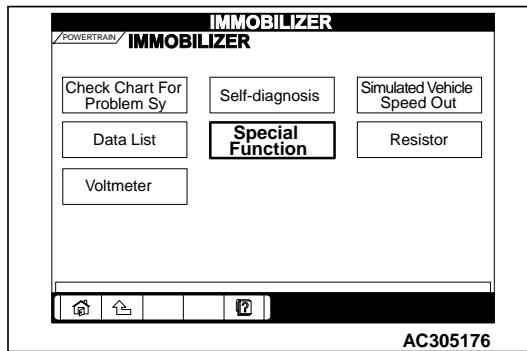 IMMOBILIZER
POWERTRAIN IMMOBILIZER
Check Chart For
Problem Sy
Self-diagnosis
Simulated Vehicle
Speed Out
Data List
Special
Function
Resistor
Voltmeter
AC305176